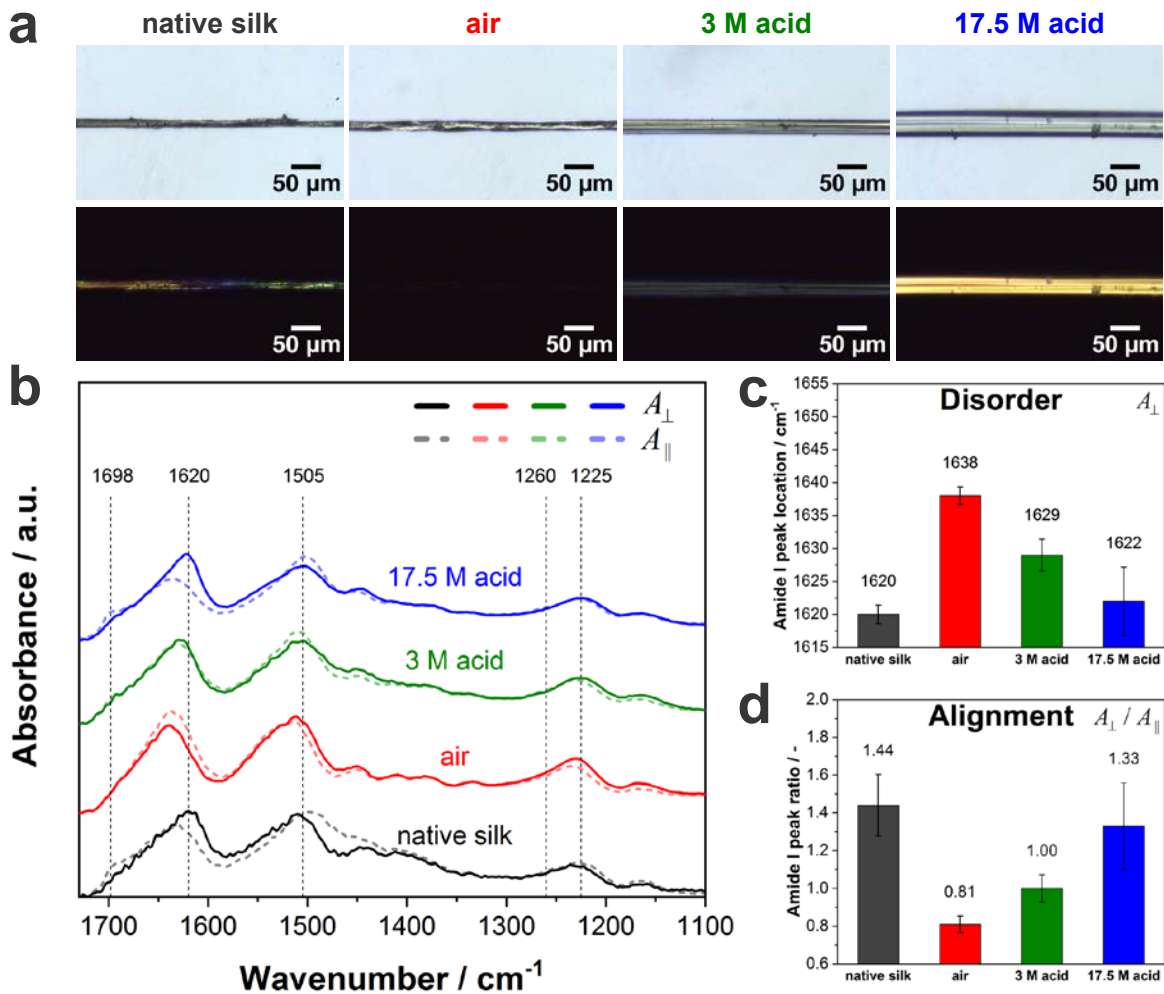 a
native silk air 3 M acid 17.5 M acid
50 µm 50 µm 50 µm 50 µm
50 µm 50 µm 50 µm 50 µm
b
A⊥
A∥
1698 1620 1505 1260 1225
17.5 M acid
3 M acid
air
native silk
Absorbance / a.u.
1700 1600 1500 1400 1300 1200 1100
Wavenumber / cm-1
c
Disorder A⊥
Amide I peak location / cm-1
1655
1650
1645
1640
1635
1630
1625
1620
1615
1620 1638 1629 1622
native silk air 3 M acid 17.5 M acid
d
Alignment A⊥ / A∥
Amide I peak ratio / -
2.0
1.8
1.6
1.4
1.2
1.0
0.8
0.6
1.44 0.81 1.00 1.33
native silk air 3 M acid 17.5 M acid